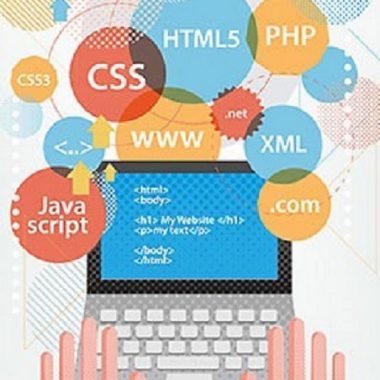 HTML5
PHP
CSS3
CSS
.net
<...>
WWW
XML
Java
script
.com
<html>
<body>
<h1> My Website </h1>
<p>my text</p>
</body>
</html>